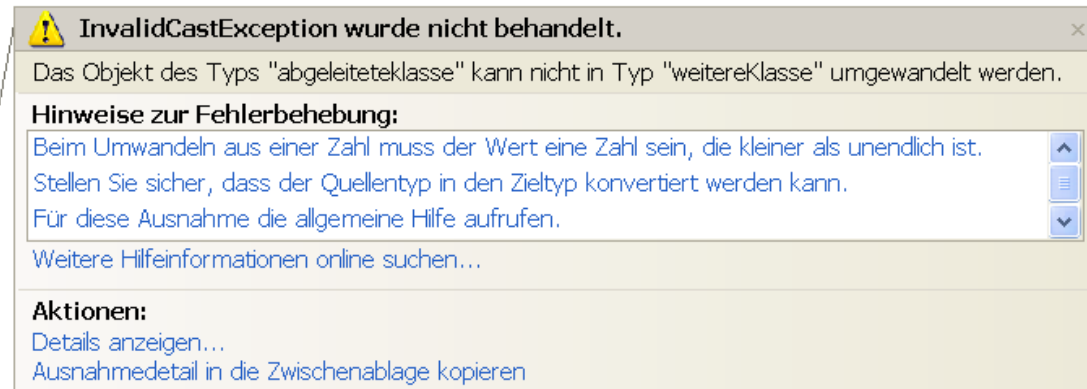 InvalidCastException wurde nicht behandelt.
Das Objekt des Typs "abgeleiteteklasse" kann nicht in Typ "weitereKlasse" umgewandelt werden.
Hinweise zur Fehlerbehebung:
Beim Umwandeln aus einer Zahl muss der Wert eine Zahl sein, die kleiner als unendlich ist.
Stellen Sie sicher, dass der Quellentyp in den Zieltyp konvertiert werden kann.
Für diese Ausnahme die allgemeine Hilfe aufrufen.
Weitere Hilfeinformationen online suchen...
Aktionen:
Details anzeigen...
Ausnahmedetail in die Zwischenablage kopieren